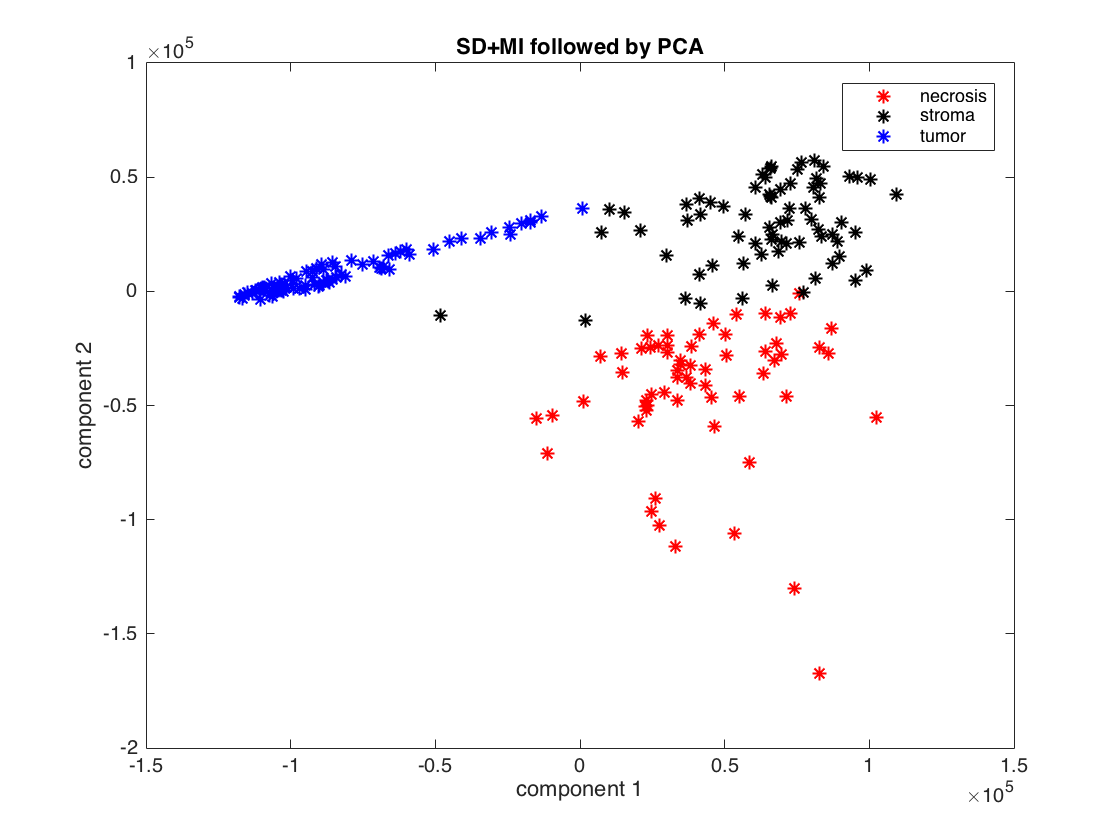 SD+MI followed by PCA
×10^5
1
0.5
0
-0.5
-1
-1.5
-2
component 2
necrosis
stroma
tumor
-1.5 -1 -0.5 0 0.5 1 1.5
component 1
×10^5